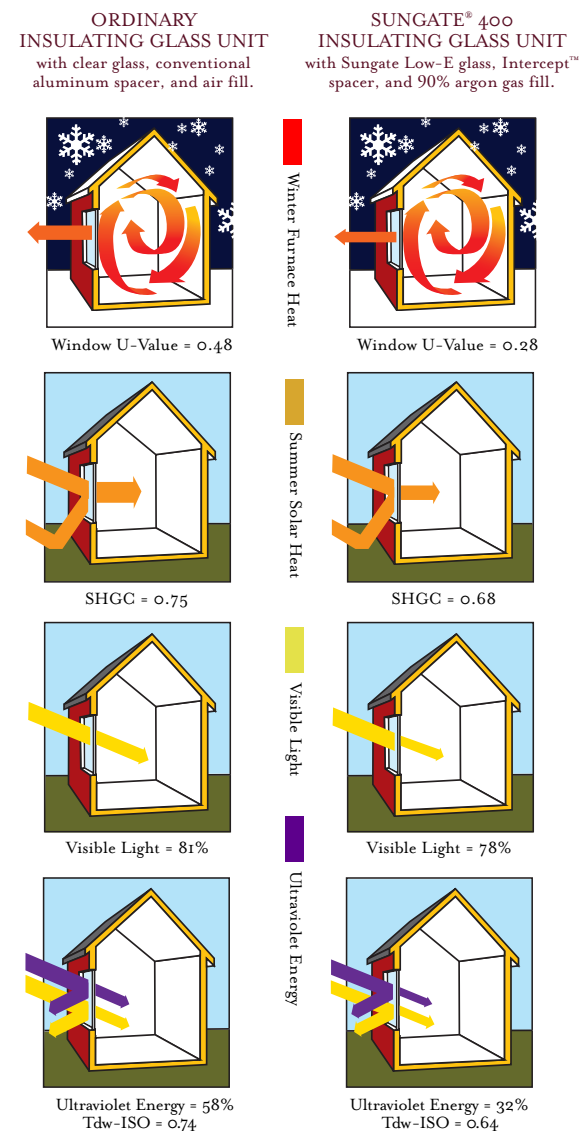 ORDINARY
INSULATING GLASS UNIT
with clear glass, conventional
aluminum spacer, and air fill.
SUNGATE® 400
INSULATING GLASS UNIT
with Sungate Low-E glass, Intercept™
spacer, and 90% argon gas fill.
Winter Furnace Heat
Window U-Value = 0.48
Window U-Value = 0.28
Summer Solar Heat
SHGC = 0.75
SHGC = 0.68
Visible Light
Visible Light = 81%
Visible Light = 78%
Ultraviolet Energy
Ultraviolet Energy = 58%
Tdw-ISO = 0.74
Ultraviolet Energy = 32%
Tdw-ISO = 0.64